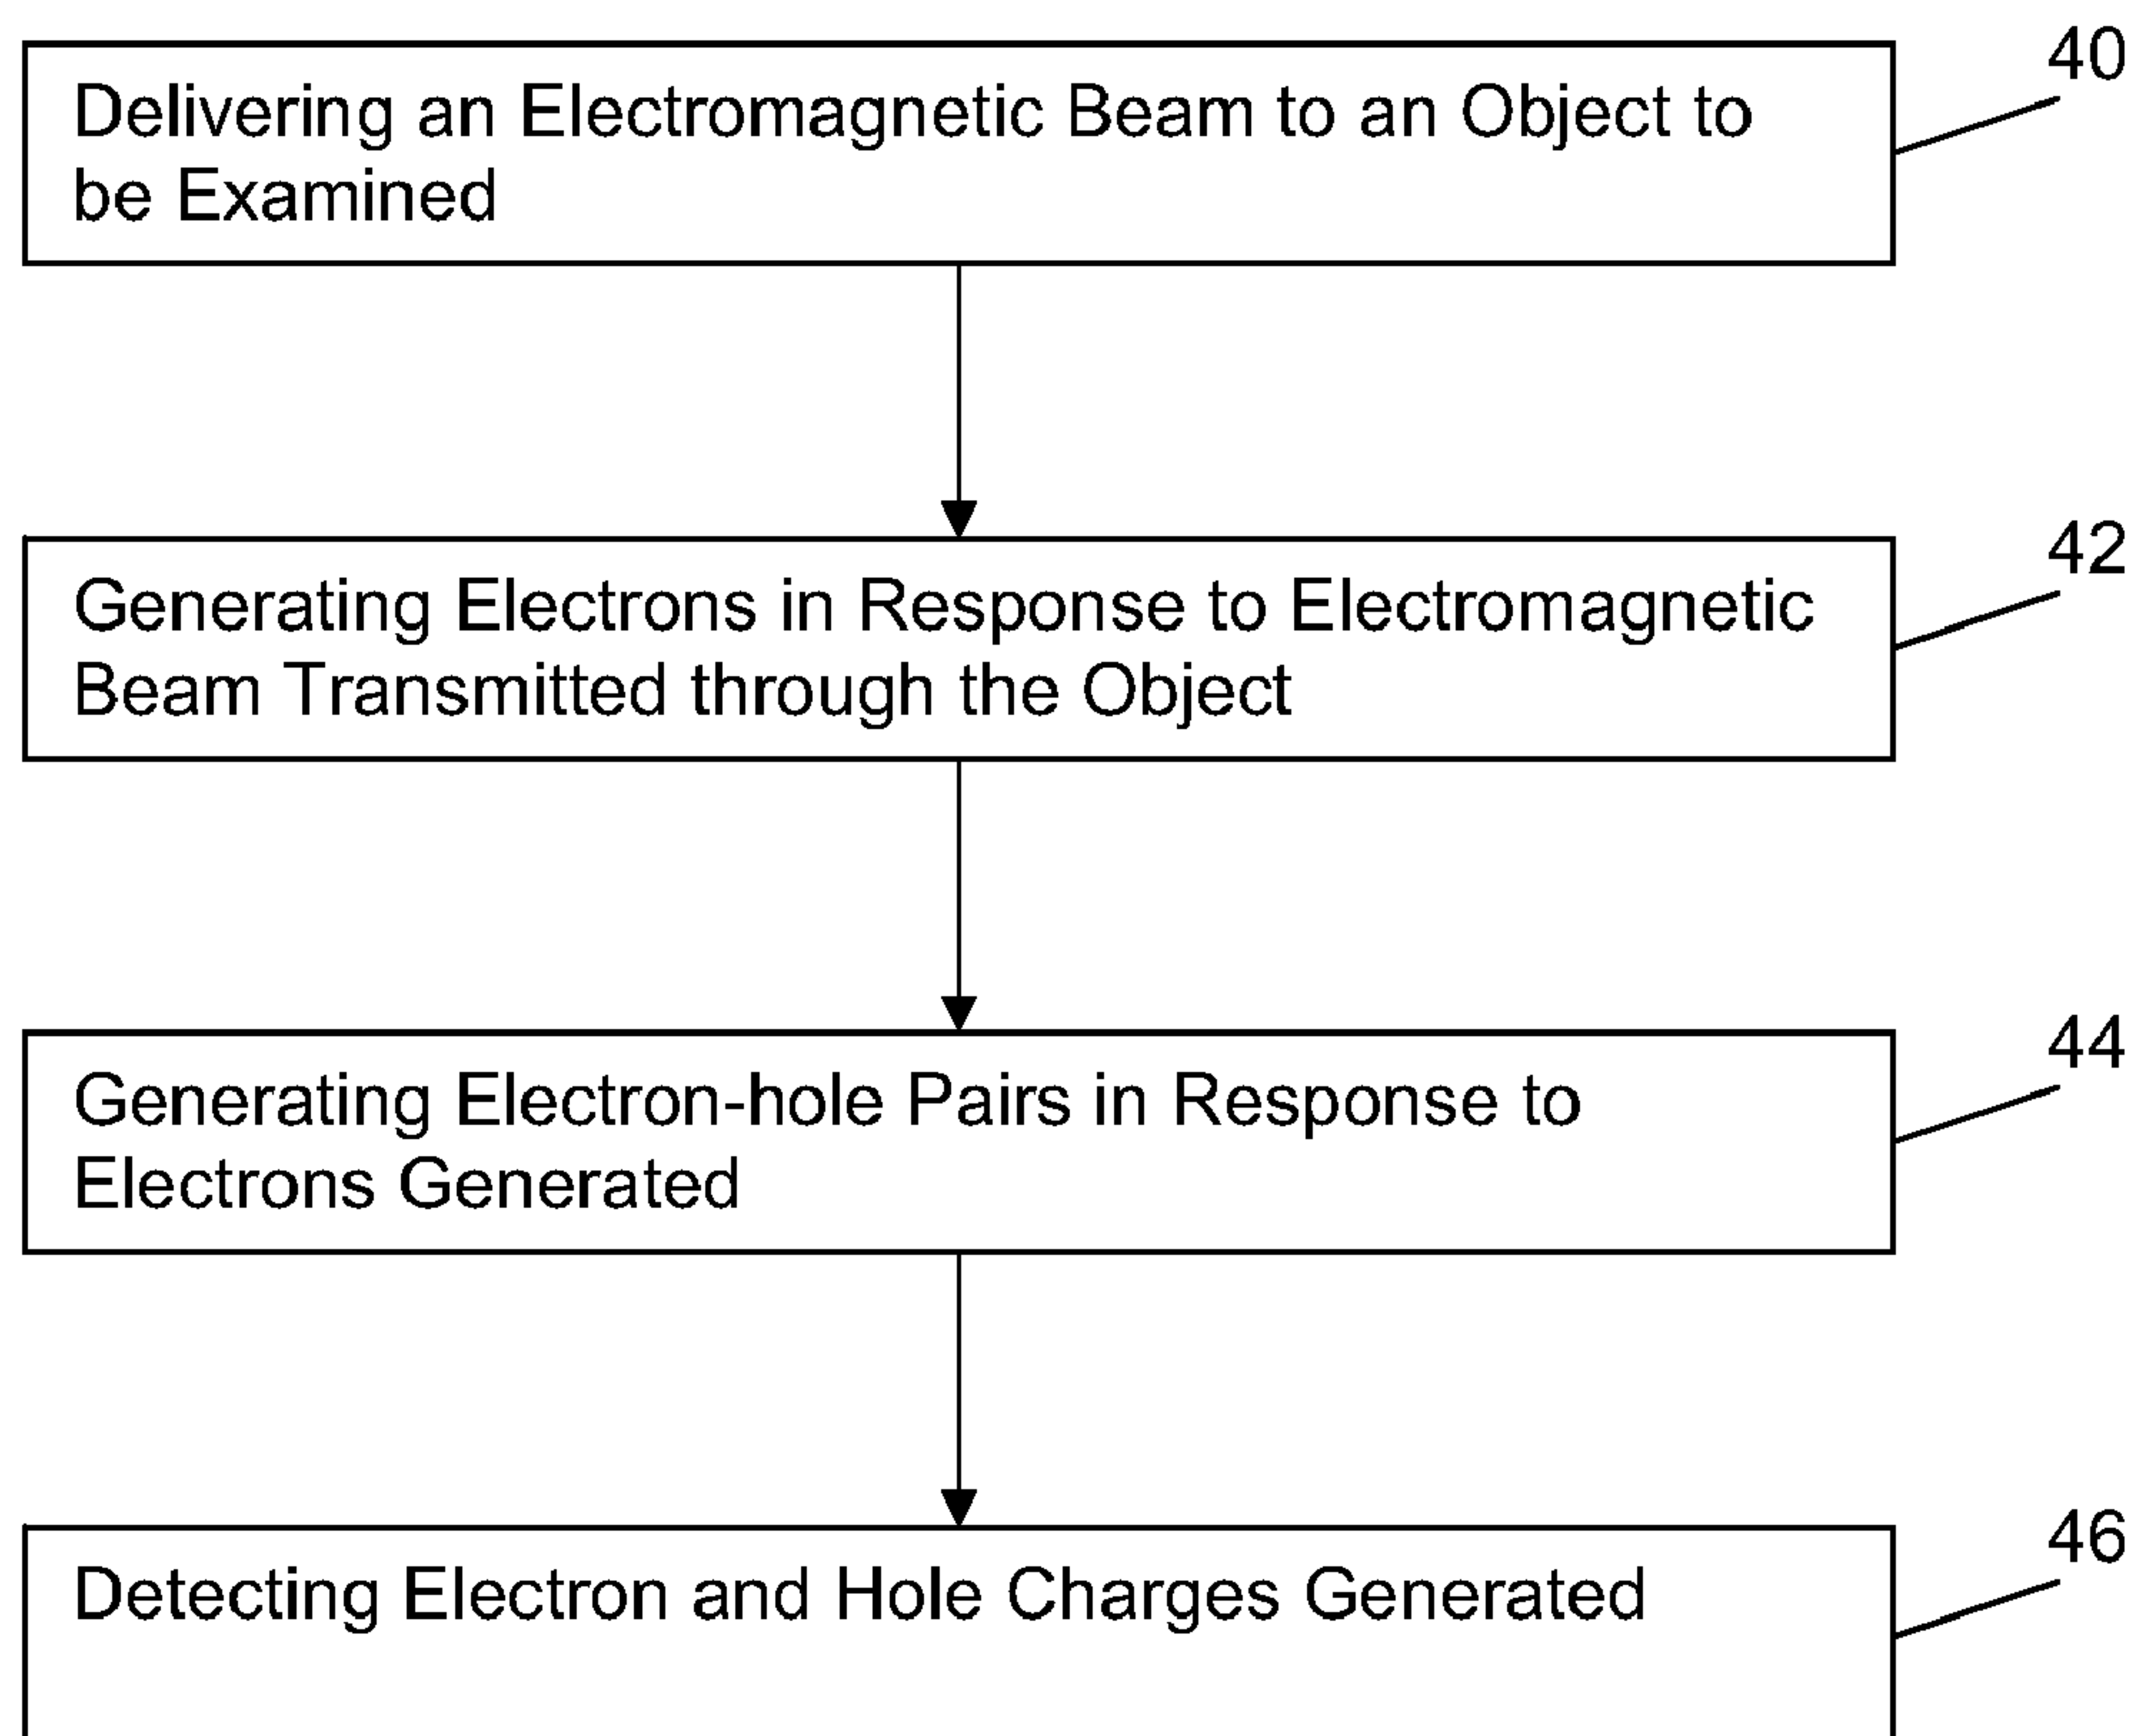 40
Delivering an Electromagnetic Beam to an Object to
be Examined
42
Generating Electrons in Response to Electromagnetic
Beam Transmitted through the Object
44
Generating Electron-hole Pairs in Response to
Electrons Generated
46
Detecting Electron and Hole Charges Generated